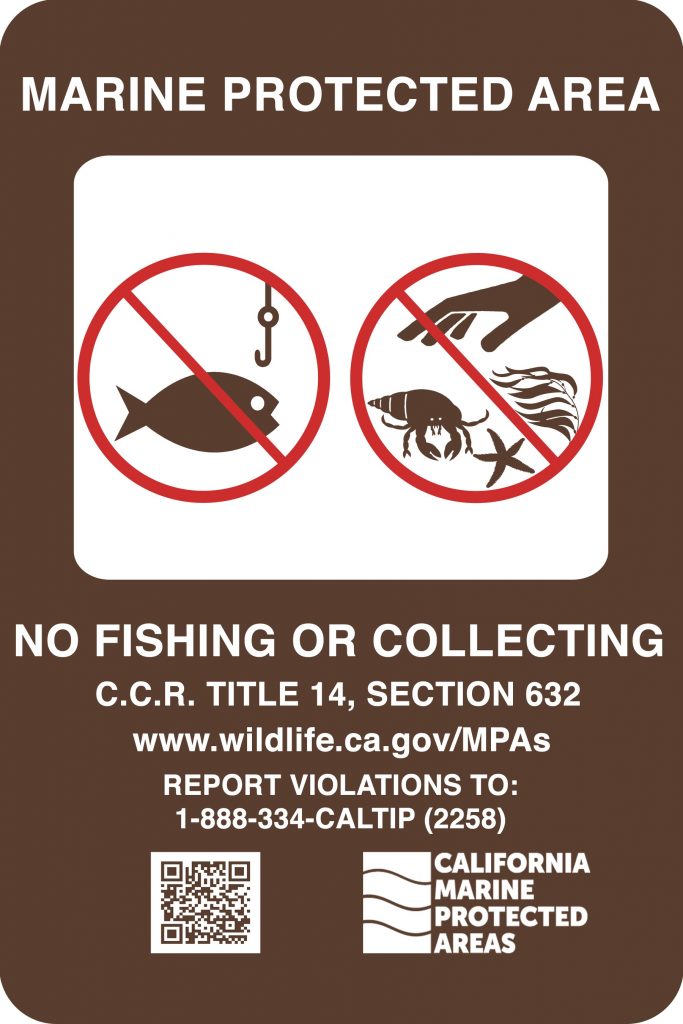 MARINE PROTECTED AREA
NO FISHING OR COLLECTING
C.C.R. TITLE 14, SECTION 632
www.wildlife.ca.gov/MPAs
REPORT VIOLATIONS TO:
1-888-334-CALTIP (2258)
CALIFORNIA
MARINE
PROTECTED
AREAS